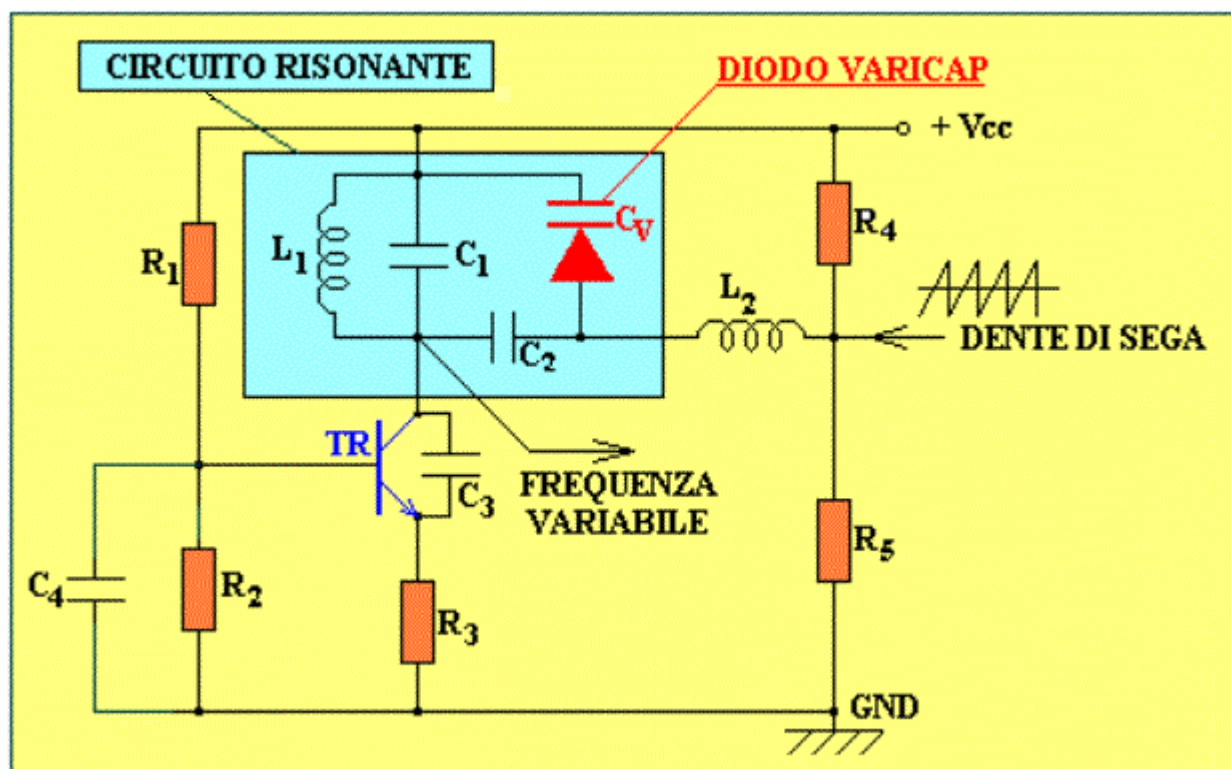 CIRCUITO RISONANTE
DIODO VARICAP
+ Vcc
R1
L1
C1
CV
R4
L2
C2
DENTE DI SEGA
TR
C3
FREQUENZA
VARIABILE
R5
C4
R2
R3
GND